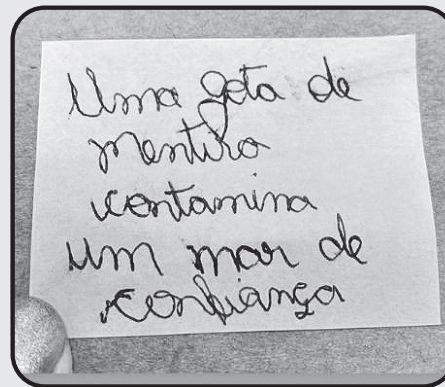 Uma gota de
mentira
contamina
um mar de
confiança